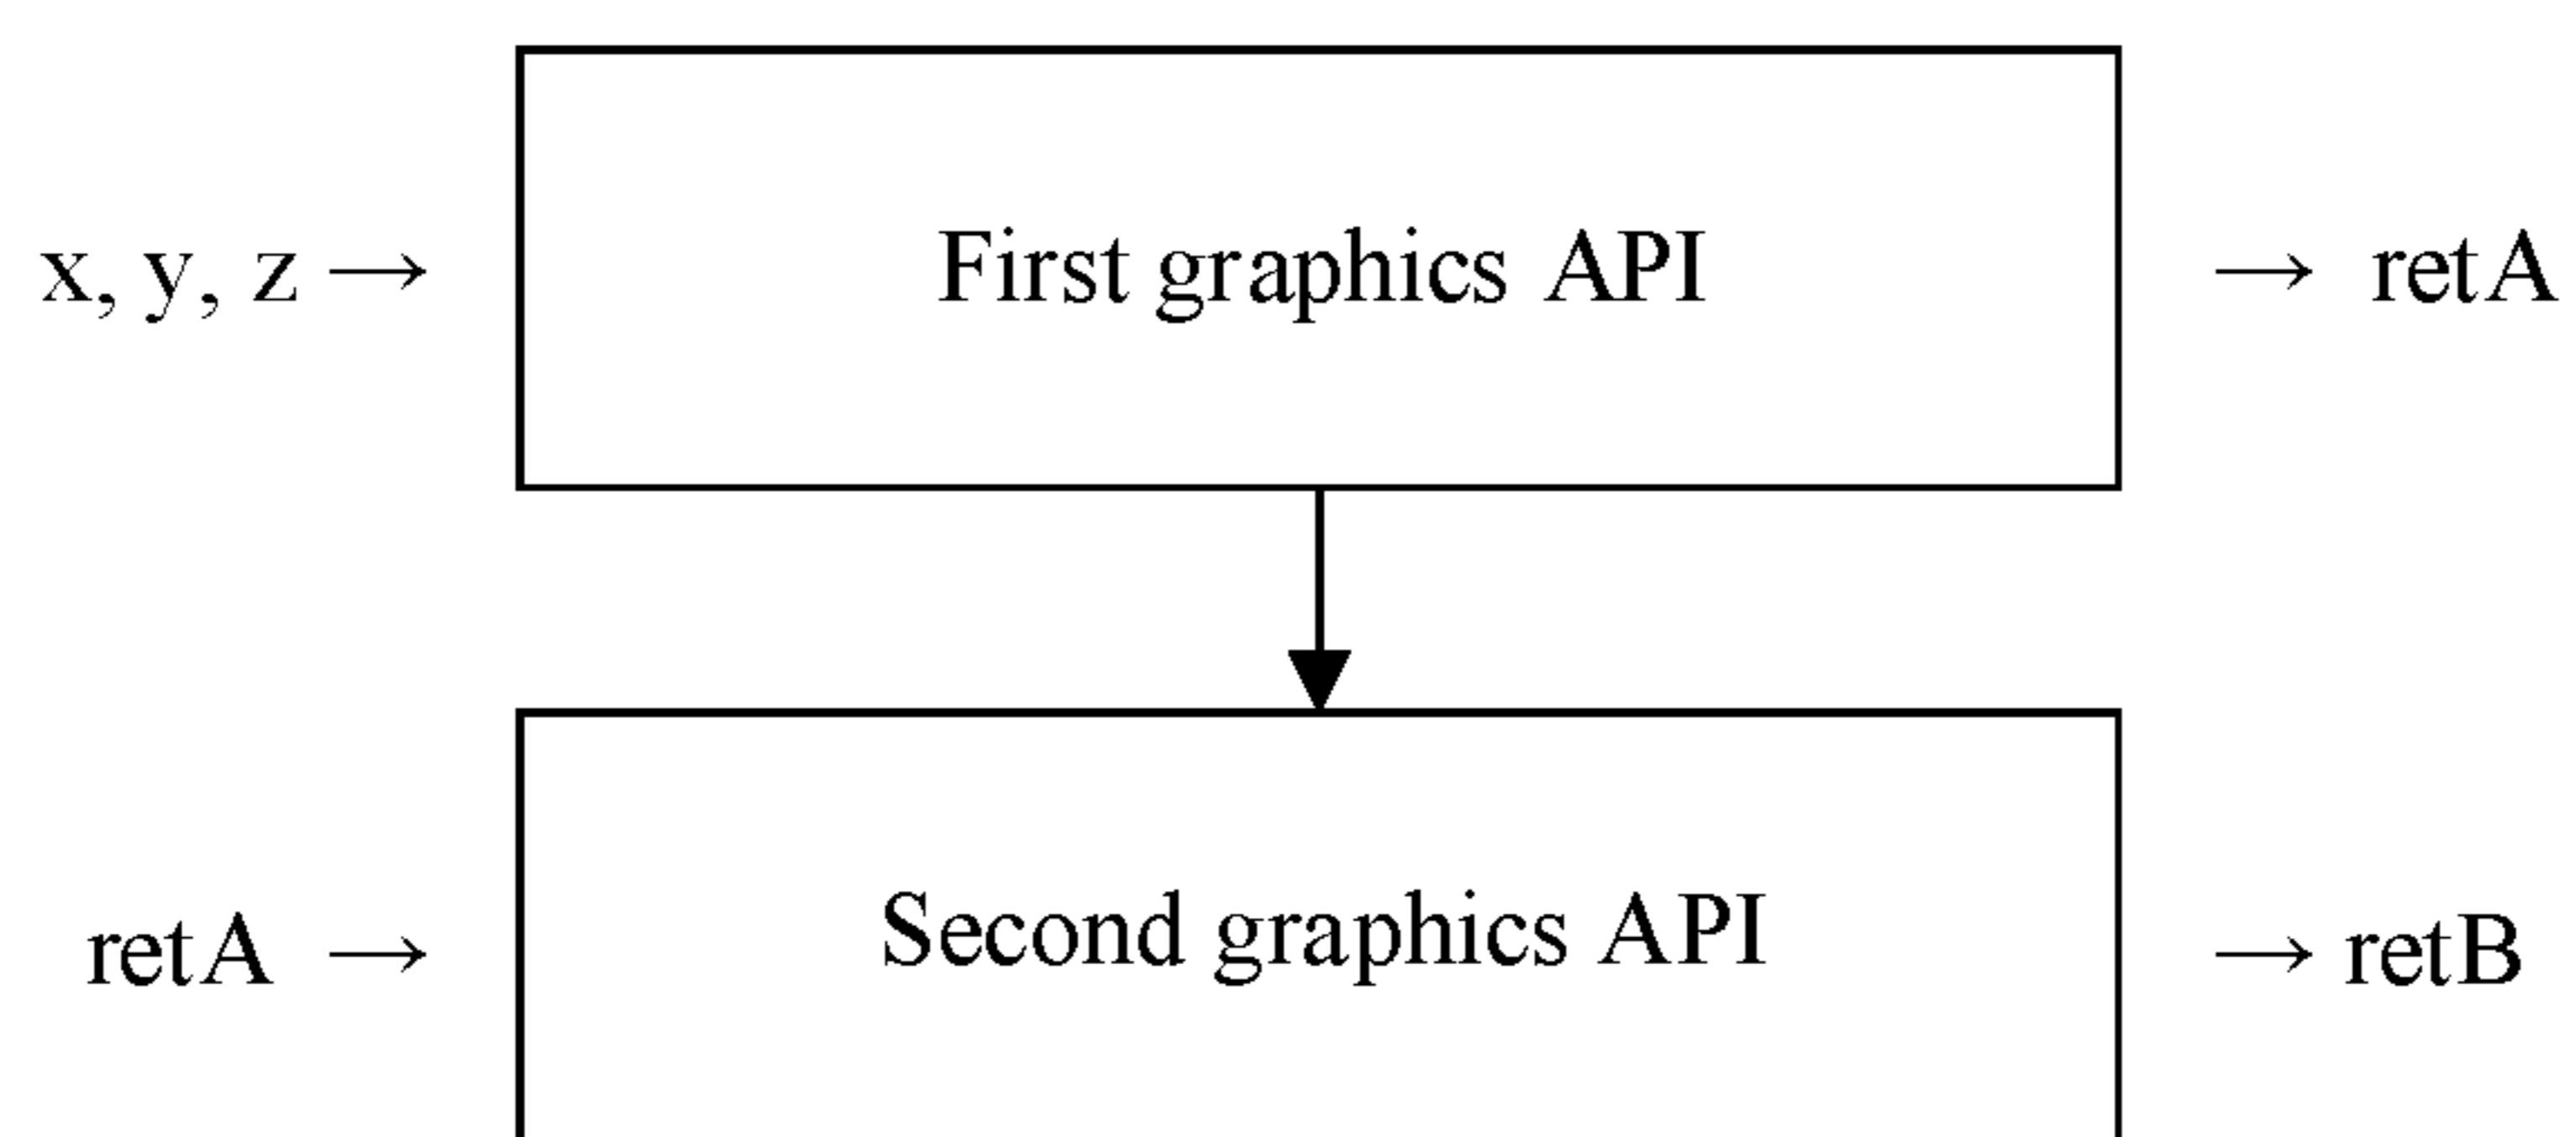 x, y, z → First graphics API → retA
retA → Second graphics API → retB